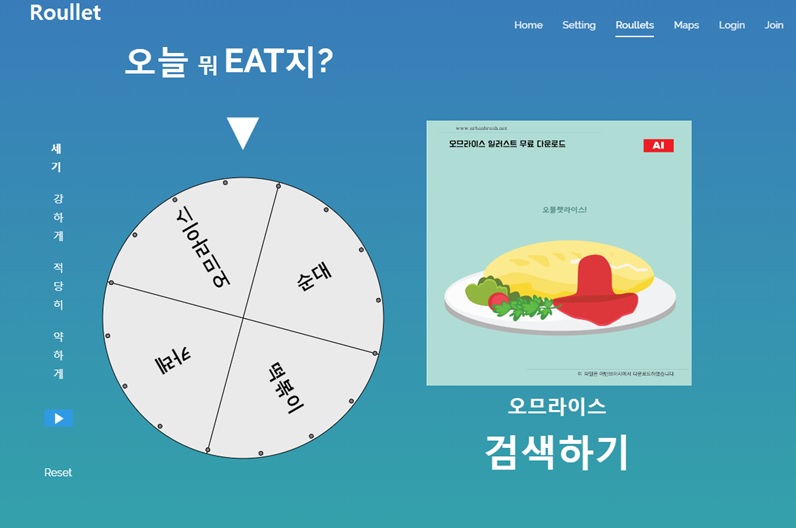 Roullet
Home Setting Roullets Maps Login Join
오늘 뭐 EAT지?
세기
강하게
적당히
약하게
Reset
오므라이스
순대
카레
떡볶이
www.urbanbrush.net
오므라이스 일러스트 무료 다운로드
AI
오믈렛라이스!
오므라이스
검색하기